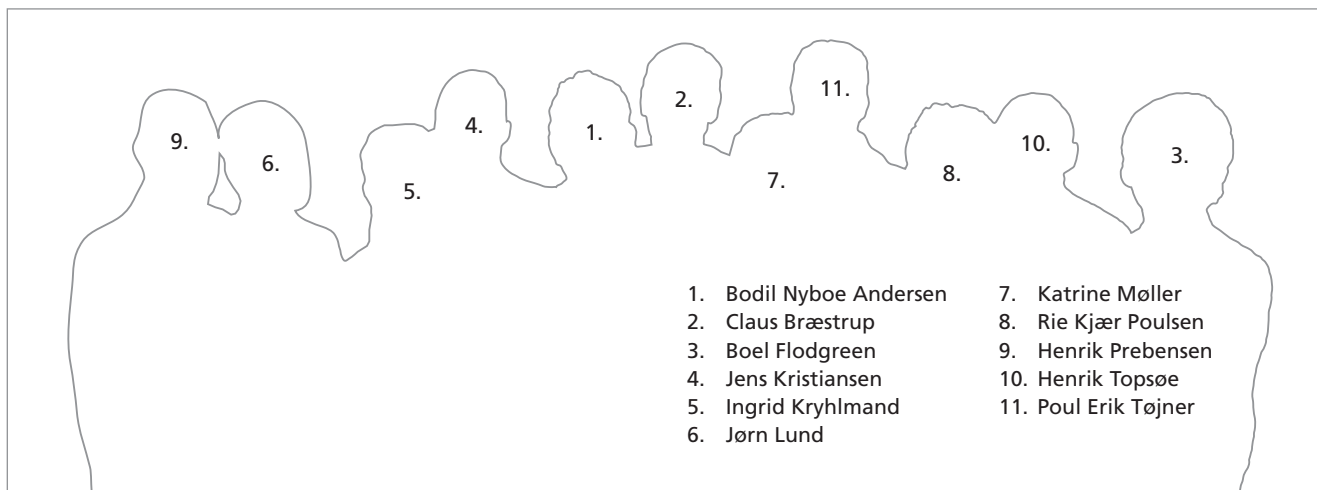 9.
6.
5.
4.
1.
2.
7.
11.
8.
10.
3.
1. Bodil Nyboe Andersen
2. Claus Bræstrup
3. Boel Flodgreen
4. Jens Kristiansen
5. Ingrid Kryhlmand
6. Jørn Lund
7. Katrine Møller
8. Rie Kjær Poulsen
9. Henrik Prebensen
10. Henrik Topsøe
11. Poul Erik Tøjner